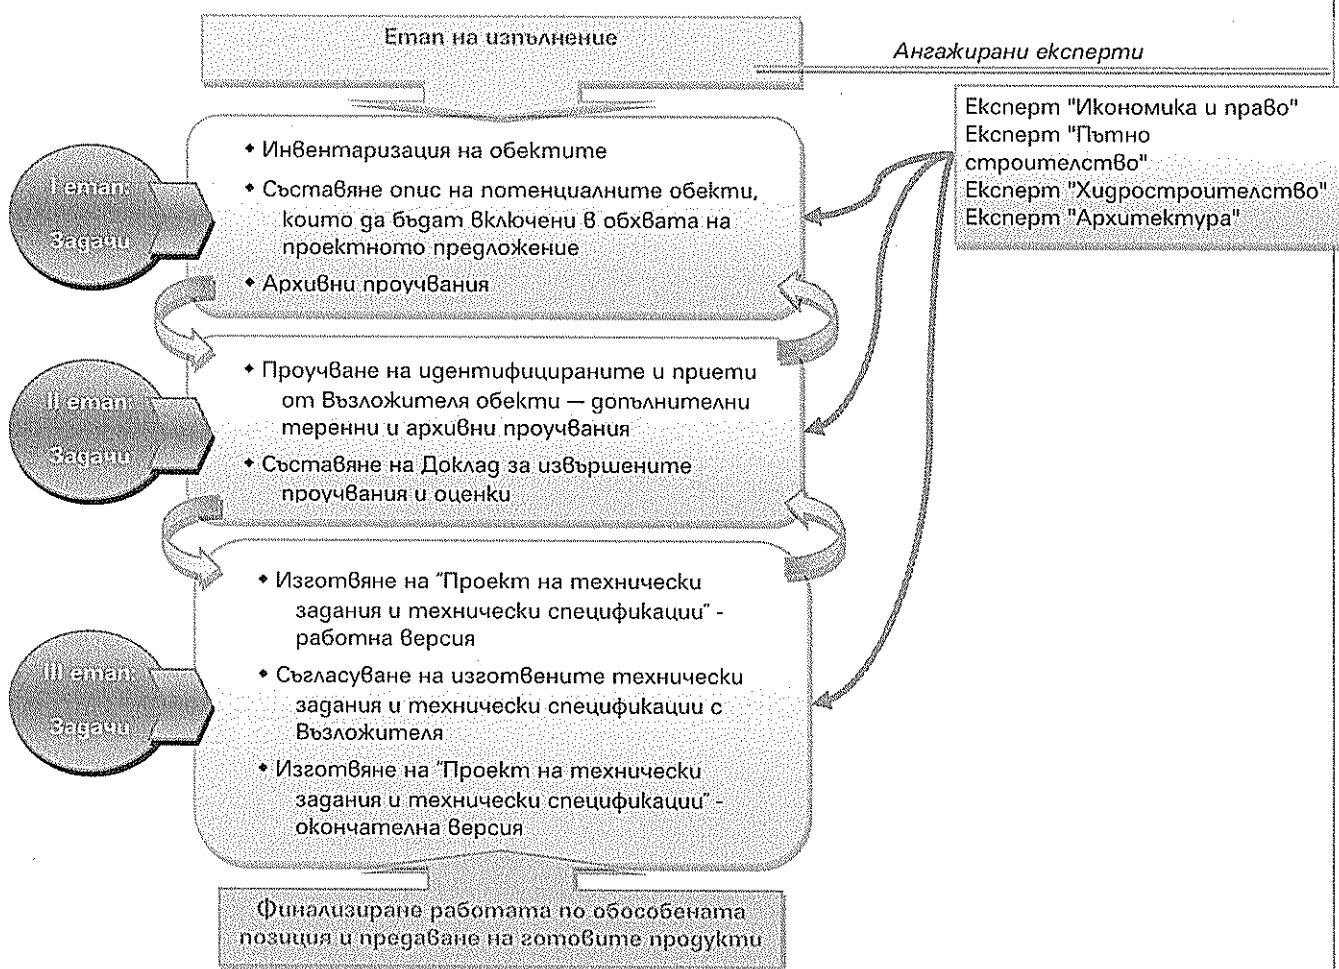 Етап на изпълнение
Ангажирани експерти
Експерт "Икономика и право"
Експерт "Пътно
строителство"
Експерт "Хидростроителство"
Експерт "Архитектура"
I етап:
Задачи
• Инвентаризация на обектите
• Съставяне опис на потенциалните обекти,
които да бъдат включени в обхвата на
проектното предложение
• Архивни проучвания
II етап:
Задачи
• Проучване на идентифицираните и приети
от Възложителя обекти — допълнителни
теренни и архивни проучвания
• Съставяне на Доклад за извършените
проучвания и оценки
III етап:
Задачи
• Изготвяне на "Проект на технически
задания и технически спецификации" -
работна версия
• Съгласуване на изготвените технически
задания и технически спецификации с
Възложителя
• Изготвяне на "Проект на технически
задания и технически спецификации" -
окончателна версия
Финализиране работата по обособената
позиция и предаване на готовите продукти